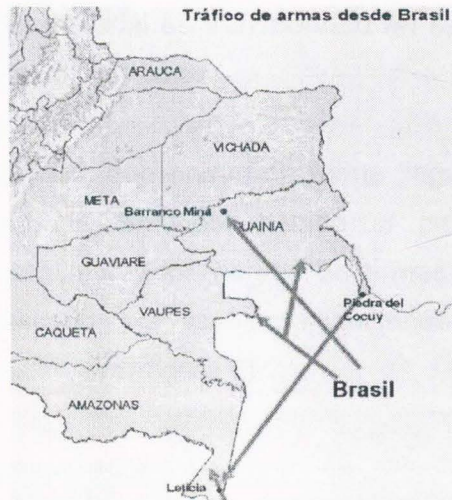 Tráfico de armas desde Brasil
ARAUCA
VICHADA
META
Barranco Miná
GUAINIA
GUAVIARE
Piedra del
Cocuy
VAUPES
CAQUETA
Brasil
AMAZONAS
Leticia